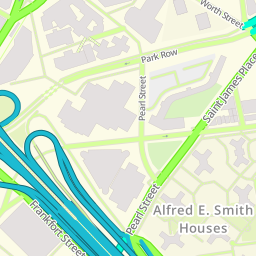 Worth Street
Park Row
Pearl Street
Saint James Place
Pearl Street
Alfred E. Smith
Houses
Frankfort Street